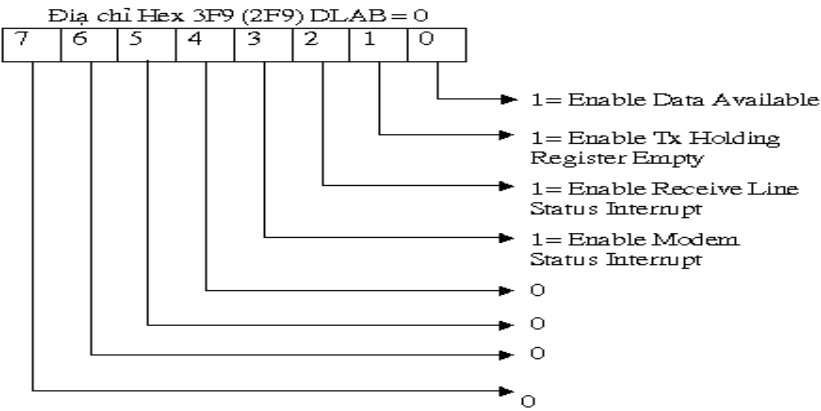 Địa chỉ Hex 3F9 (2F9) DLAB = 0
7 6 5 4 3 2 1 0
1= Enable Data Available
1= Enable Tx Holding
Register Empty
1= Enable Receive Line
Status Interrupt
1= Enable Modem
Status Interrupt
0
0
0
0